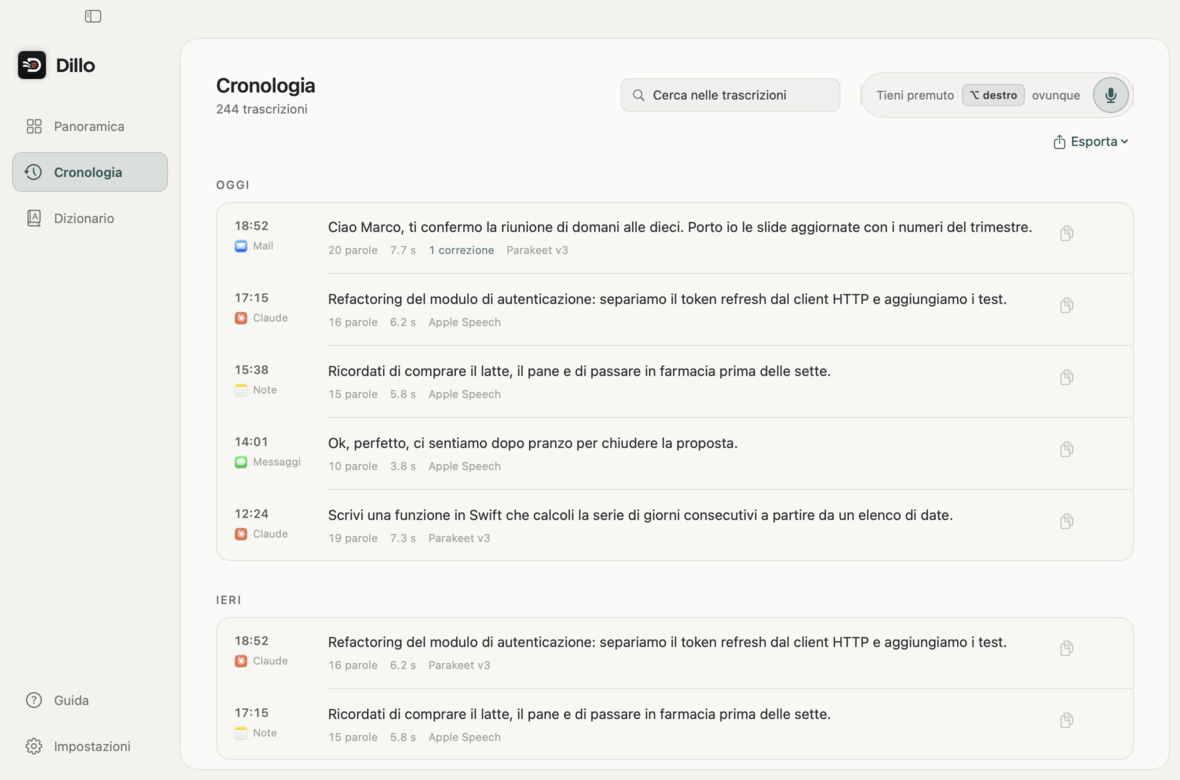 Dillo
Panoramica
Cronologia
Dizionario
Guida
Impostazioni
Cronologia
244 trascrizioni
Cerca nelle trascrizioni
Tieni premuto ⌥ destro ovunque
Esporta
OGGI
18:52
Mail
Ciao Marco, ti confermo la riunione di domani alle dieci. Porto io le slide aggiornate con i numeri del trimestre.
20 parole 7.7 s 1 correzione Parakeet v3
17:15
Claude
Refactoring del modulo di autenticazione: separiamo il token refresh dal client HTTP e aggiungiamo i test.
16 parole 6.2 s Apple Speech
15:38
Note
Ricordati di comprare il latte, il pane e di passare in farmacia prima delle sette.
15 parole 5.8 s Apple Speech
14:01
Messaggi
Ok, perfetto, ci sentiamo dopo pranzo per chiudere la proposta.
10 parole 3.8 s Apple Speech
12:24
Claude
Scrivi una funzione in Swift che calcoli la serie di giorni consecutivi a partire da un elenco di date.
19 parole 7.3 s Parakeet v3
IERI
18:52
Claude
Refactoring del modulo di autenticazione: separiamo il token refresh dal client HTTP e aggiungiamo i test.
16 parole 6.2 s Parakeet v3
17:15
Note
Ricordati di comprare il latte, il pane e di passare in farmacia prima delle sette.
15 parole 5.8 s Apple Speech